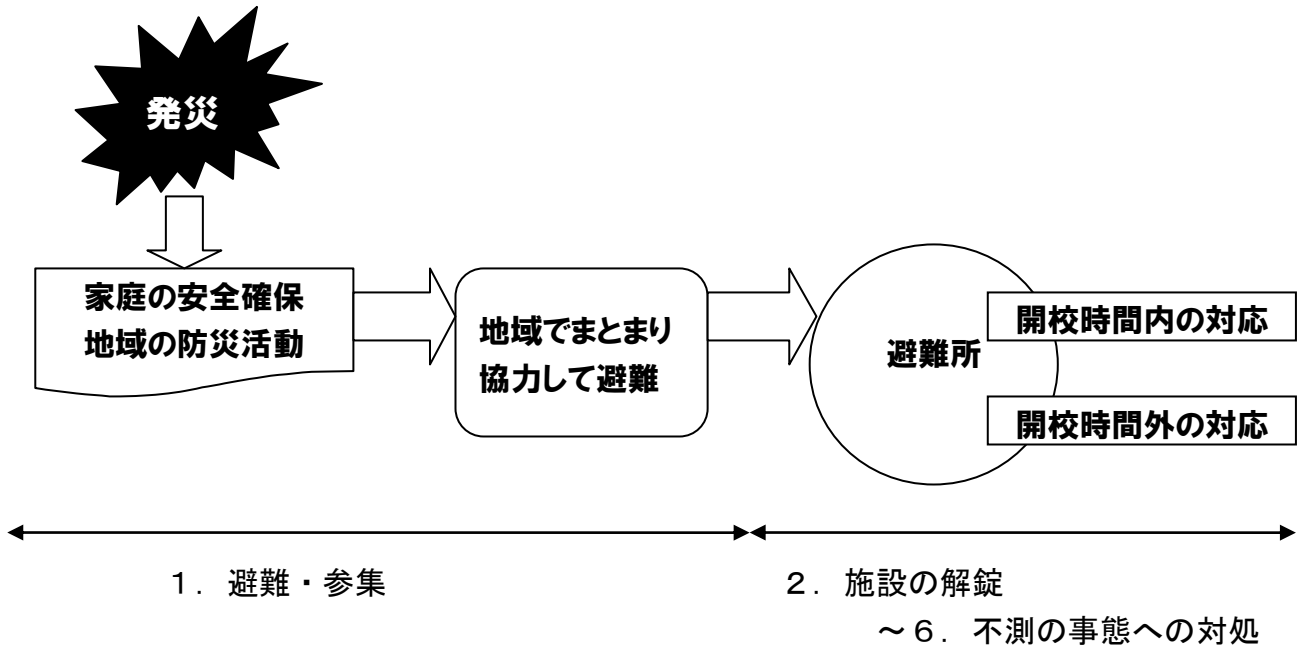 発災
家庭の安全確保
地域の防災活動
地域でまとまり
協力して避難
避難所
開校時間内の対応
開校時間外の対応
１．避難・参集
２．施設の解錠
～６．不測の事態への対処